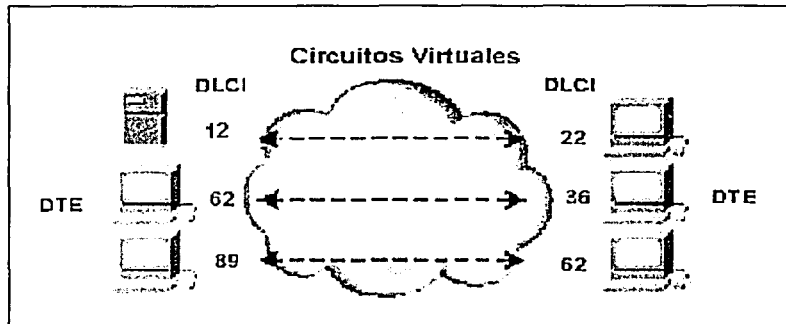 Circuitos Virtuales
DLCI DLCI
12 22
DTE 62 36 DTE
89 62